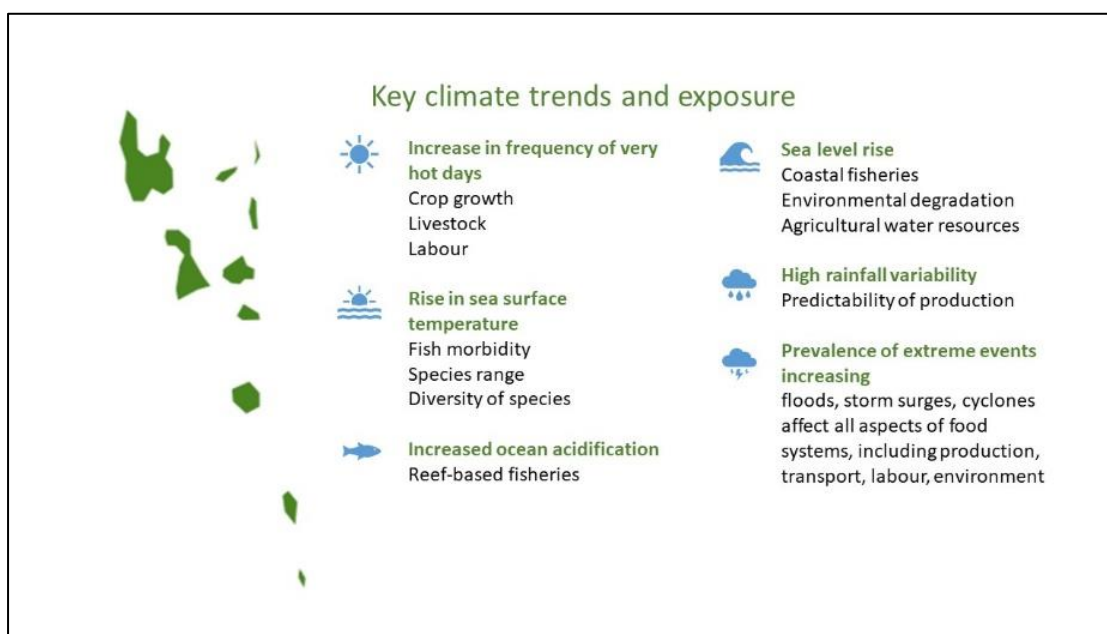 Key climate trends and exposure
Increase in frequency of very
hot days
Crop growth
Livestock
Labour
Rise in sea surface
temperature
Fish morbidity
Species range
Diversity of species
Increased ocean acidification
Reef-based fisheries
Sea level rise
Coastal fisheries
Environmental degradation
Agricultural water resources
High rainfall variability
Predictability of production
Prevalence of extreme events
increasing
floods, storm surges, cyclones
affect all aspects of food
systems, including production,
transport, labour, environment